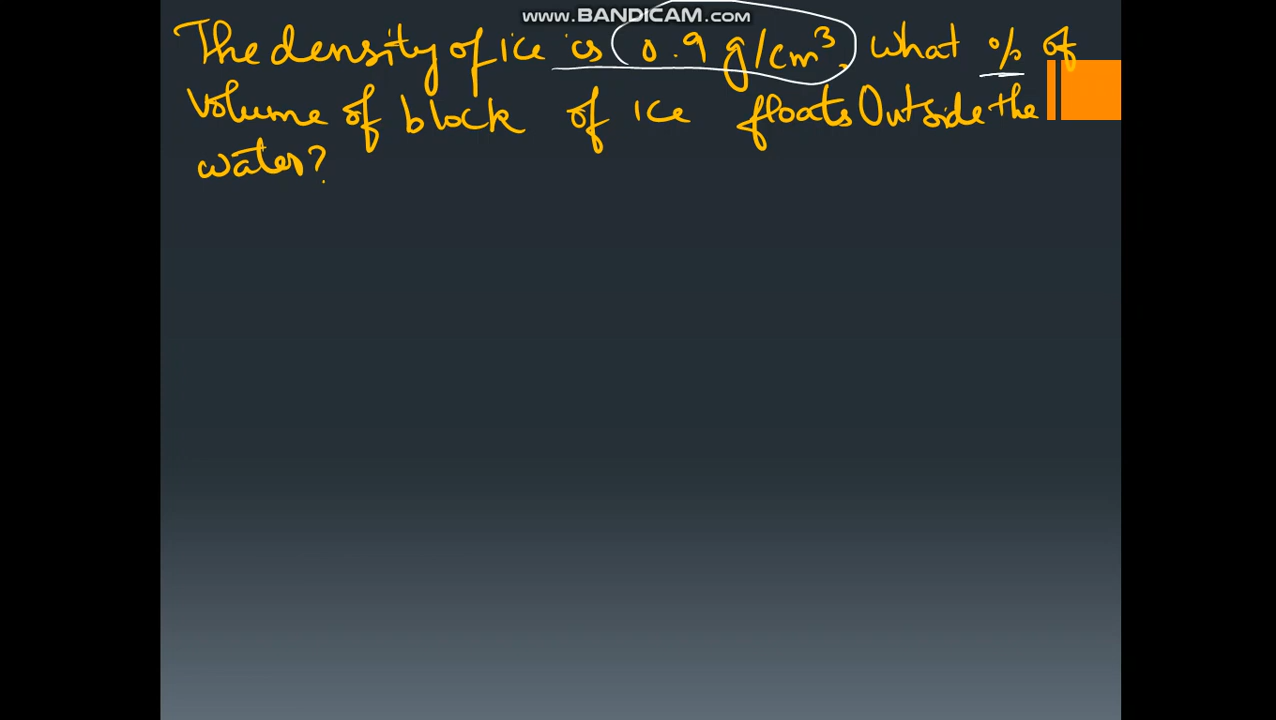 www.BANDICAM.com
The density of ice is 0.9 g/cm³. What % of
volume of block of ice floats Outside the
water?